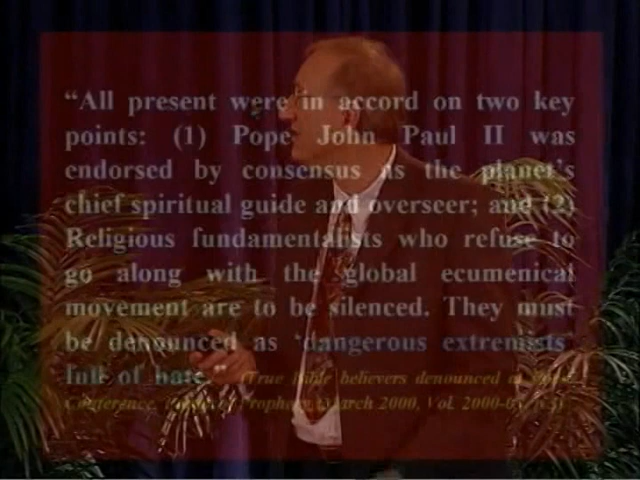 “All present were in accord on two key
points: (1) Pope John Paul II was
endorsed by consensus as the planet's
chief spiritual guide and overseer; and (2)
Religious fundamentalists who refuse to
go along with the global ecumenical
movement are to be silenced. They must
be denounced as ‘dangerous extremists
full of hate. (True Bible believers denounced at
Conference, Prophecy, March 2000, Vol.